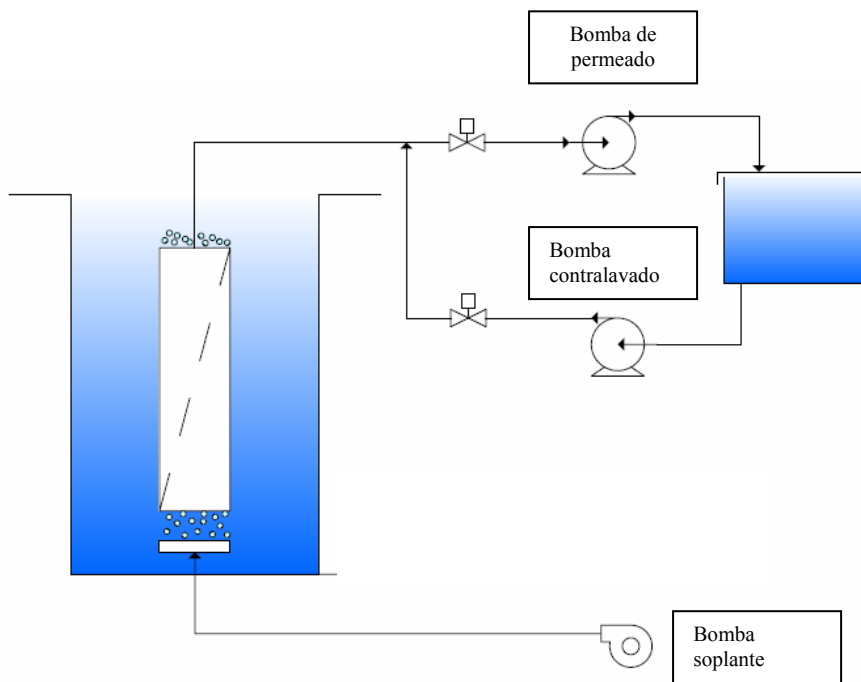 Bomba de
permeado
Bomba
contralavado
Bomba
soplante